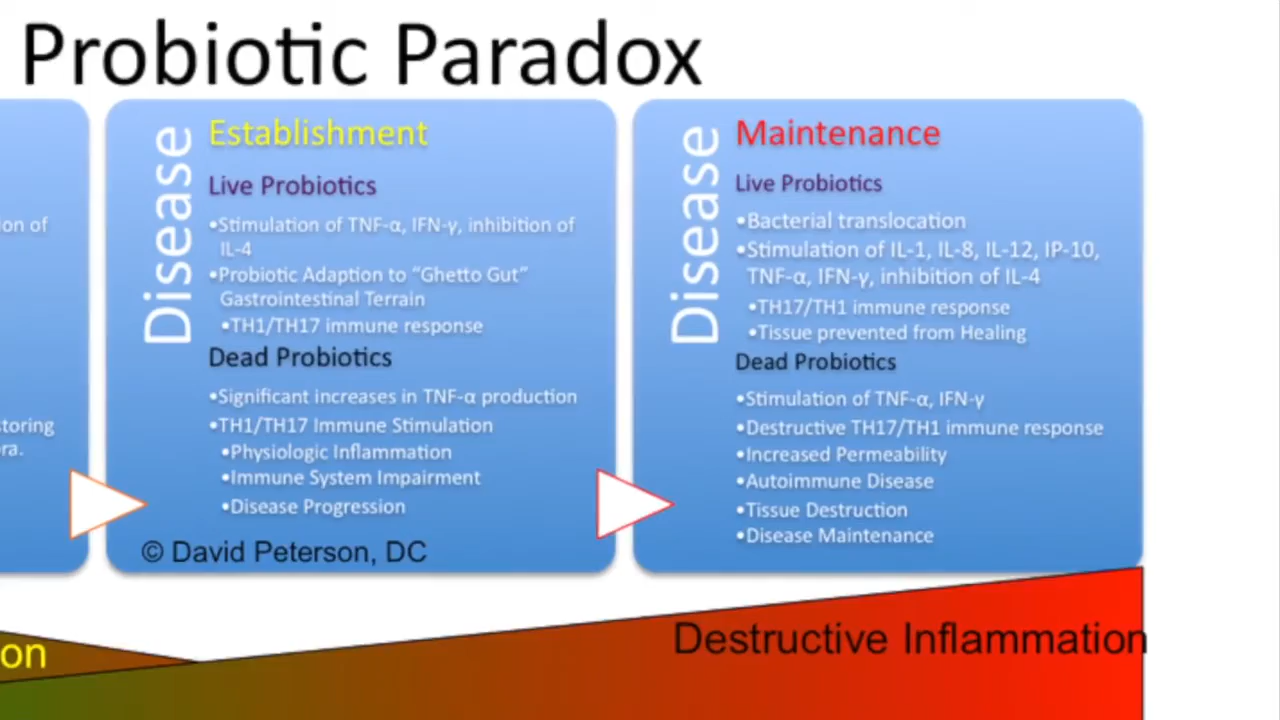 Probiotic Paradox
ion of
storing
ra.
Disease
Establishment
Live Probiotics
•Stimulation of TNF-α, IFN-γ, inhibition of
IL-4
•Probiotic Adaption to “Ghetto Gut”
Gastrointestinal Terrain
•TH1/TH17 immune response
Dead Probiotics
•Significant increases in TNF-α production
•TH1/TH17 Immune Stimulation
•Physiologic Inflammation
•Immune System Impairment
•Disease Progression
© David Peterson, DC
Disease
Maintenance
Live Probiotics
•Bacterial translocation
•Stimulation of IL-1, IL-8, IL-12, IP-10,
TNF-α, IFN-γ, inhibition of IL-4
•TH17/TH1 immune response
•Tissue prevented from Healing
Dead Probiotics
•Stimulation of TNF-α, IFN-γ
•Destructive TH17/TH1 immune response
•Increased Permeability
•Autoimmune Disease
•Tissue Destruction
•Disease Maintenance
on
Destructive Inflammation